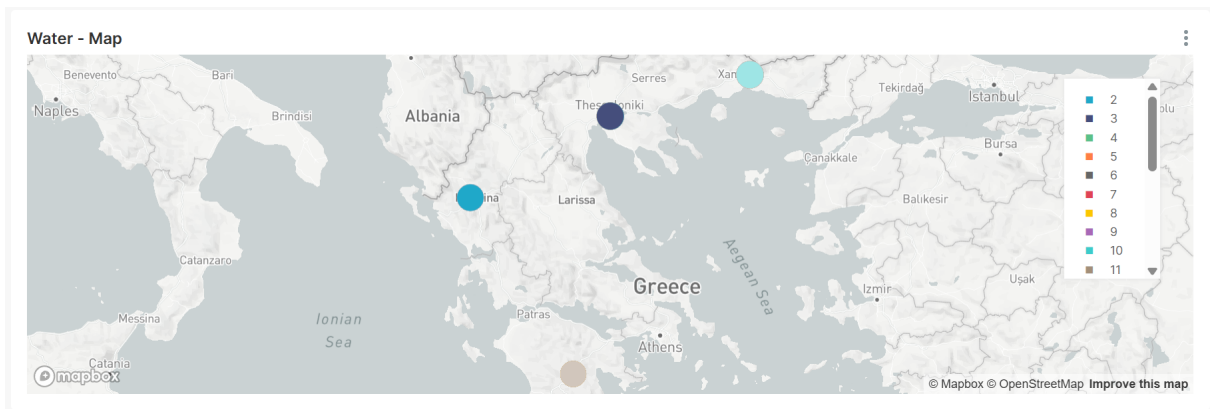 Water - Map
Benevento
Bari
Serres
Xan
Tekirdağ
Istanbul
Naples
Brindisi
Albania
Thessaloniki
Bursa
Çanakkale
Larissa
Balıkesir
Catanzaro
Aegean Sea
Greece
Uşak
Izmir
Messina
Ionian
Sea
Patras
Athens
Catania
mapbox
2
3
4
5
6
7
8
9
10
11
© Mapbox © OpenStreetMap Improve this map